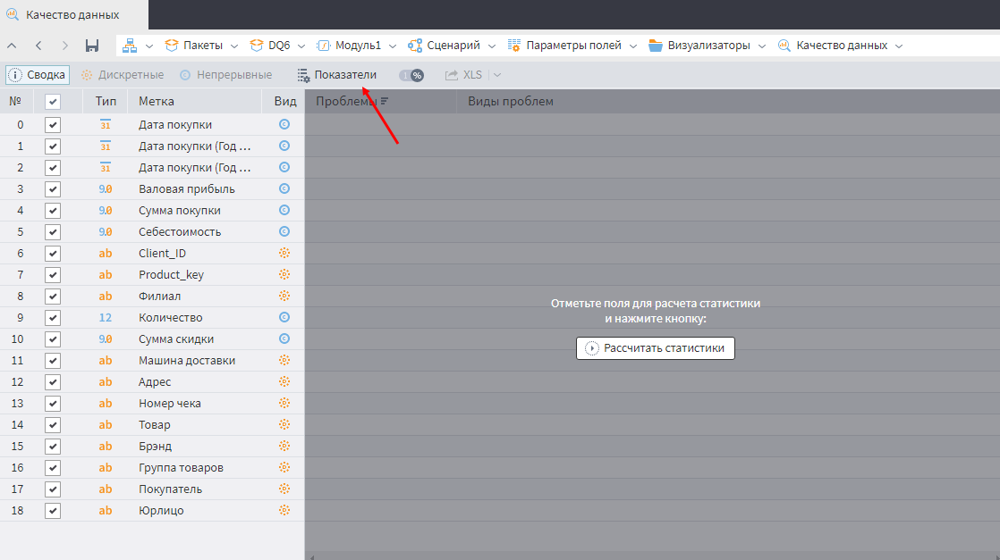 Качество данных
Пакеты DQ6 Модуль1 Сценарий Параметры полей Визуализаторы Качество данных
Сводка Дискретные Непрерывные Показатели 1 % XLS
№ Тип Метка Вид Проблемы Виды проблем
0 31 Дата покупки
1 31 Дата покупки (Год ...
2 31 Дата покупки (Год ...
3 9.0 Валовая прибыль
4 9.0 Сумма покупки
5 9.0 Себестоимость
6 ab Client_ID
7 ab Product_key
8 ab Филиал
9 12 Количество
10 9.0 Сумма скидки
11 ab Машина доставки
12 ab Адрес
13 ab Номер чека
14 ab Товар
15 ab Брэнд
16 ab Группа товаров
17 ab Покупатель
18 ab Юрлицо
Отметьте поля для расчета статистики
и нажмите кнопку:
Рассчитать статистики